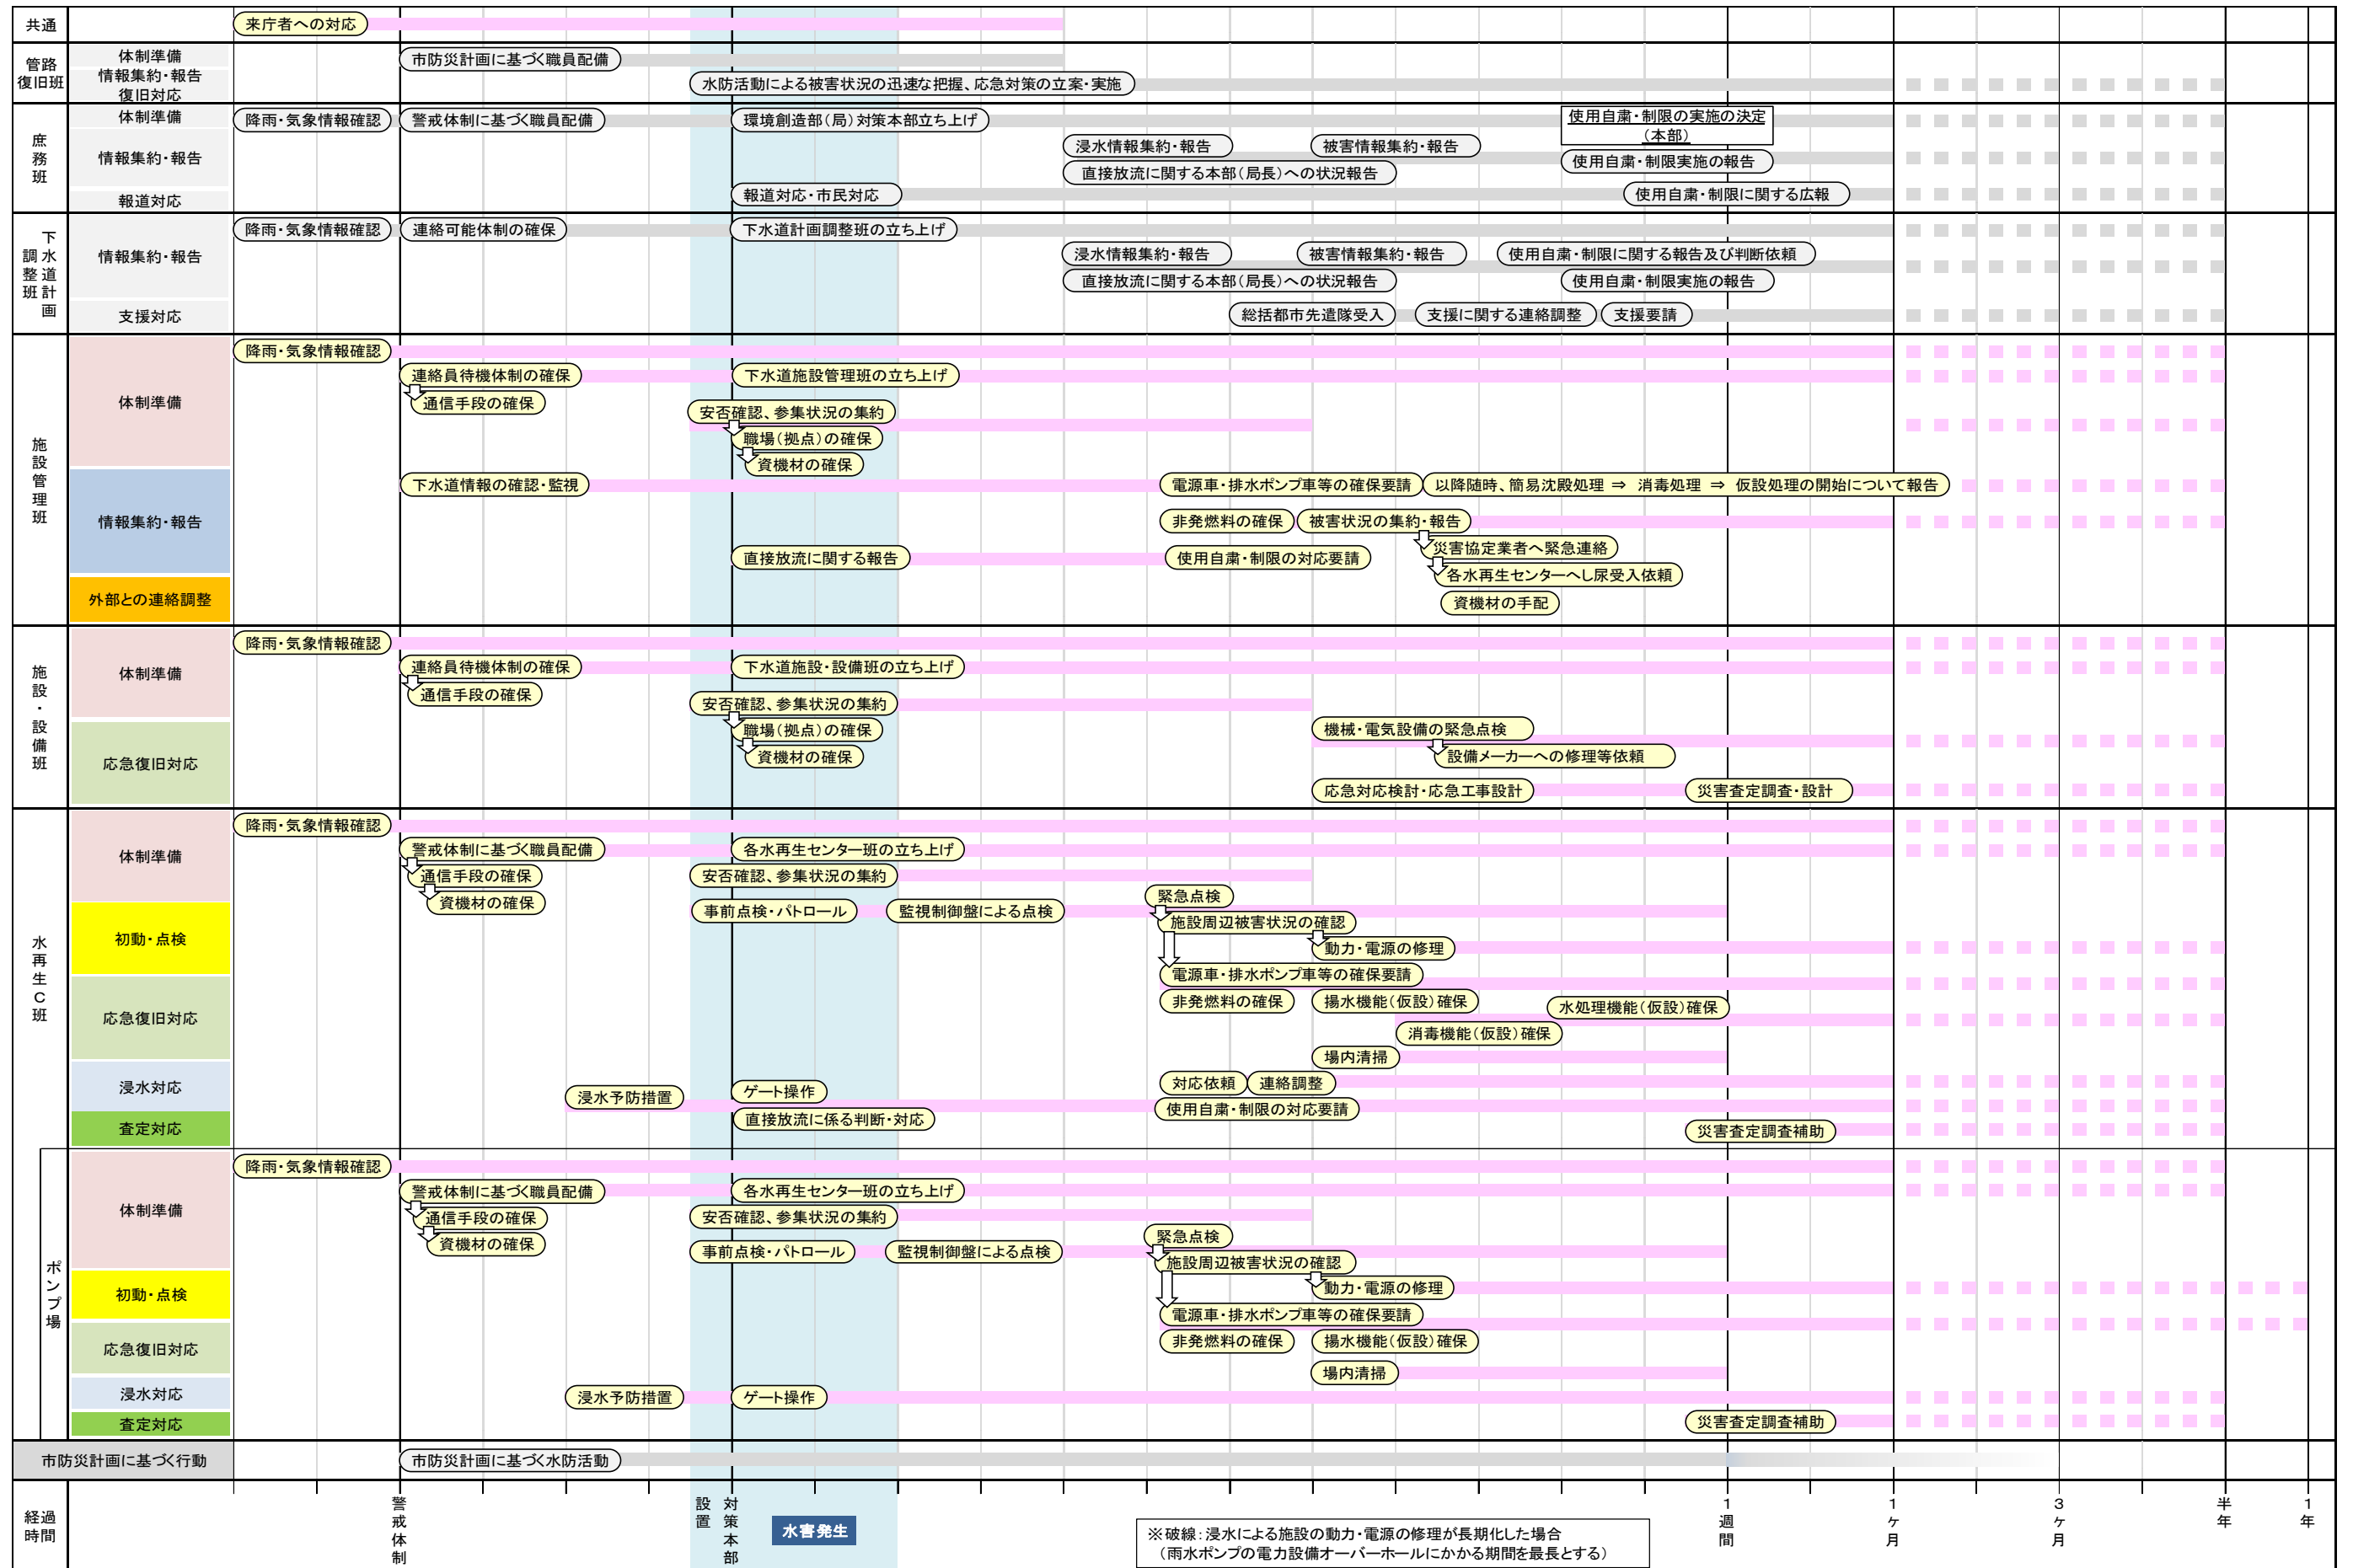 共通
来庁者への対応
管路
復旧班
体制準備
市防災計画に基づく職員配備
情報集約・報告
復旧対応
水防活動による被害状況の迅速な把握、応急対策の立案・実施
庶務班
体制準備
降雨・気象情報確認
警戒体制に基づく職員配備
環境創造部（局）対策本部立ち上げ
使用自粛・制限の実施の決定
（本部）
情報集約・報告
浸水情報集約・報告
被害情報集約・報告
使用自粛・制限実施の報告
直接放流に関する本部（局長）への状況報告
報道対応
報道対応・市民対応
使用自粛・制限に関する広報
下水道計画
調整班
情報集約・報告
降雨・気象情報確認
連絡可能体制の確保
下水道計画調整班の立ち上げ
浸水情報集約・報告
被害情報集約・報告
使用自粛・制限に関する報告及び判断依頼
直接放流に関する本部（局長）への状況報告
使用自粛・制限実施の報告
支援対応
総括都市先遣隊受入
支援に関する連絡調整
支援要請
施設管理班
体制準備
降雨・気象情報確認
連絡員待機体制の確保
下水道施設管理班の立ち上げ
通信手段の確保
安否確認、参集状況の集約
職場（拠点）の確保
資機材の確保
情報集約・報告
下水道情報の確認・監視
電源車・排水ポンプ車等の確保要請
以降随時、簡易沈殿処理 ⇒ 消毒処理 ⇒ 仮設処理の開始について報告
非発燃料の確保
被害状況の集約・報告
災害協定業者へ緊急連絡
直接放流に関する報告
使用自粛・制限の対応要請
各水再生センターへし尿受入依頼
外部との連絡調整
資機材の手配
施設・設備班
体制準備
降雨・気象情報確認
連絡員待機体制の確保
下水道施設・設備班の立ち上げ
通信手段の確保
安否確認、参集状況の集約
職場（拠点）の確保
資機材の確保
応急復旧対応
機械・電気設備の緊急点検
設備メーカーへの修理等依頼
応急対応検討・応急工事設計
災害査定調査・設計
水再生C班
体制準備
降雨・気象情報確認
警戒体制に基づく職員配備
各水再生センター班の立ち上げ
通信手段の確保
安否確認、参集状況の集約
資機材の確保
初動・点検
事前点検・パトロール
監視制御盤による点検
緊急点検
施設周辺被害状況の確認
動力・電源の修理
応急復旧対応
電源車・排水ポンプ車等の確保要請
非発燃料の確保
揚水機能（仮設）確保
水処理機能（仮設）確保
消毒機能（仮設）確保
場内清掃
浸水対応
浸水予防措置
ゲート操作
対応依頼
連絡調整
直接放流に係る判断・対応
使用自粛・制限の対応要請
査定対応
災害査定調査補助
ポンプ場
体制準備
降雨・気象情報確認
警戒体制に基づく職員配備
各水再生センター班の立ち上げ
通信手段の確保
安否確認、参集状況の集約
資機材の確保
事前点検・パトロール
監視制御盤による点検
緊急点検
施設周辺被害状況の確認
初動・点検
動力・電源の修理
電源車・排水ポンプ車等の確保要請
応急復旧対応
非発燃料の確保
揚水機能（仮設）確保
場内清掃
浸水対応
浸水予防措置
ゲート操作
査定対応
災害査定調査補助
市防災計画に基づく行動
市防災計画に基づく水防活動
経過
時間
警戒体制
対策本部
設置
水害発生
1週間
1ヶ月
3ヶ月
半年
1年
※破線：浸水による施設の動力・電源の修理が長期化した場合
（雨水ポンプの電力設備オーバーホールにかかる期間を最長とする）